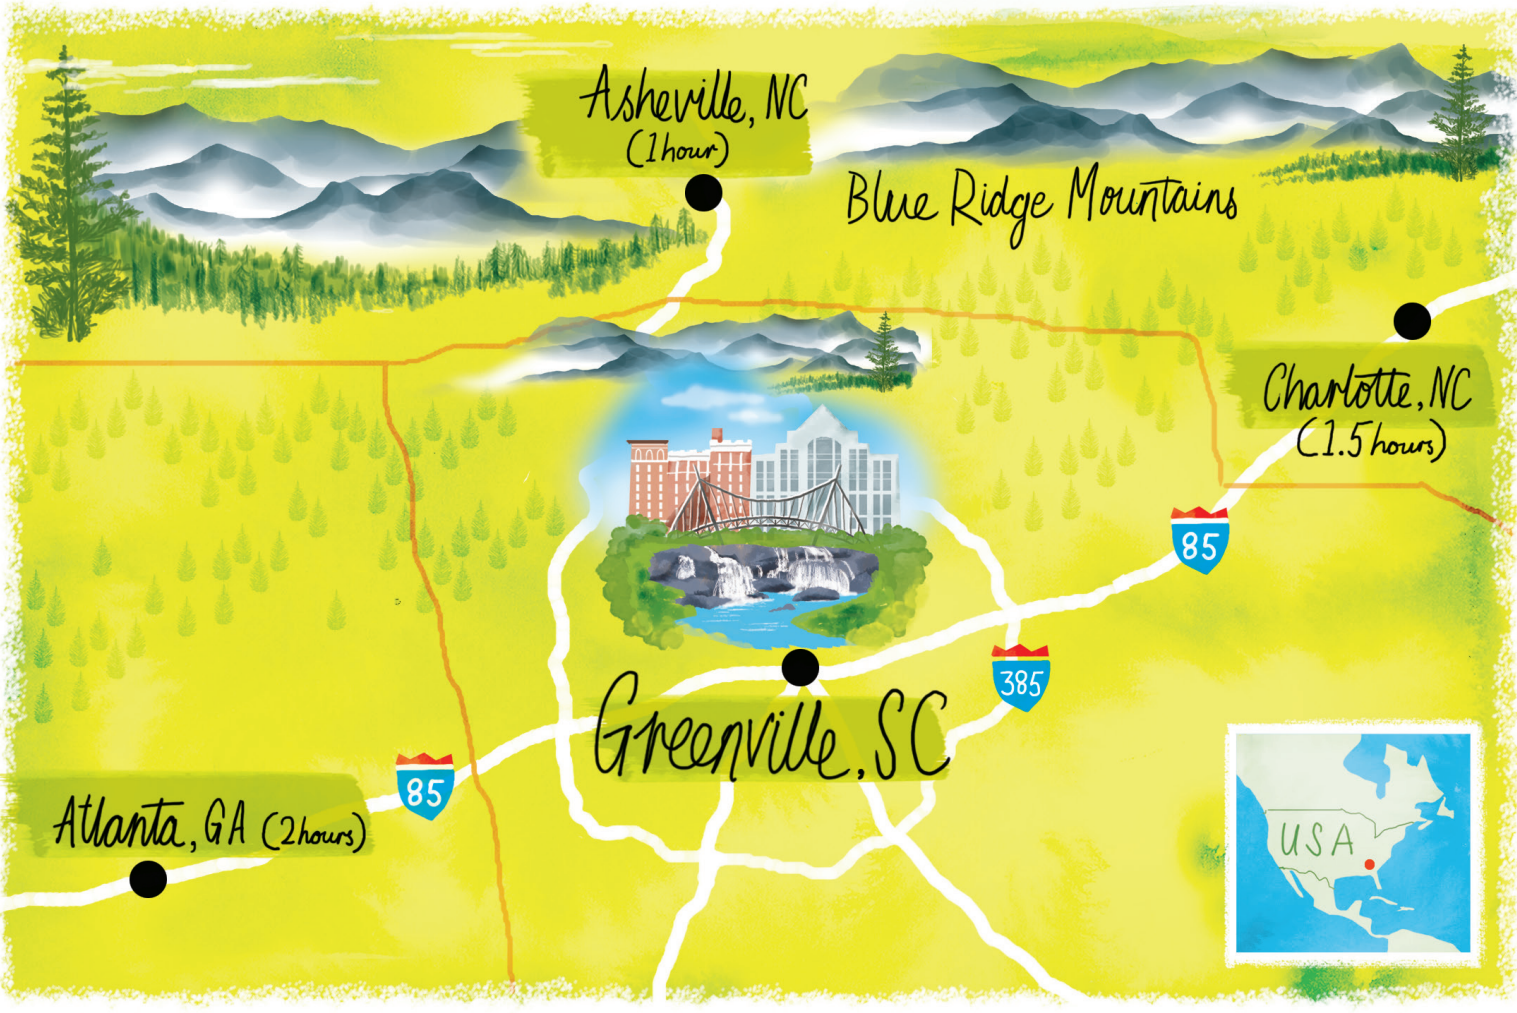 Asheville, NC
(1 hour)
Blue Ridge Mountains
Charlotte, NC
(1.5 hours)
85
385
Greenville, SC
85
Atlanta, GA (2 hours)
USA